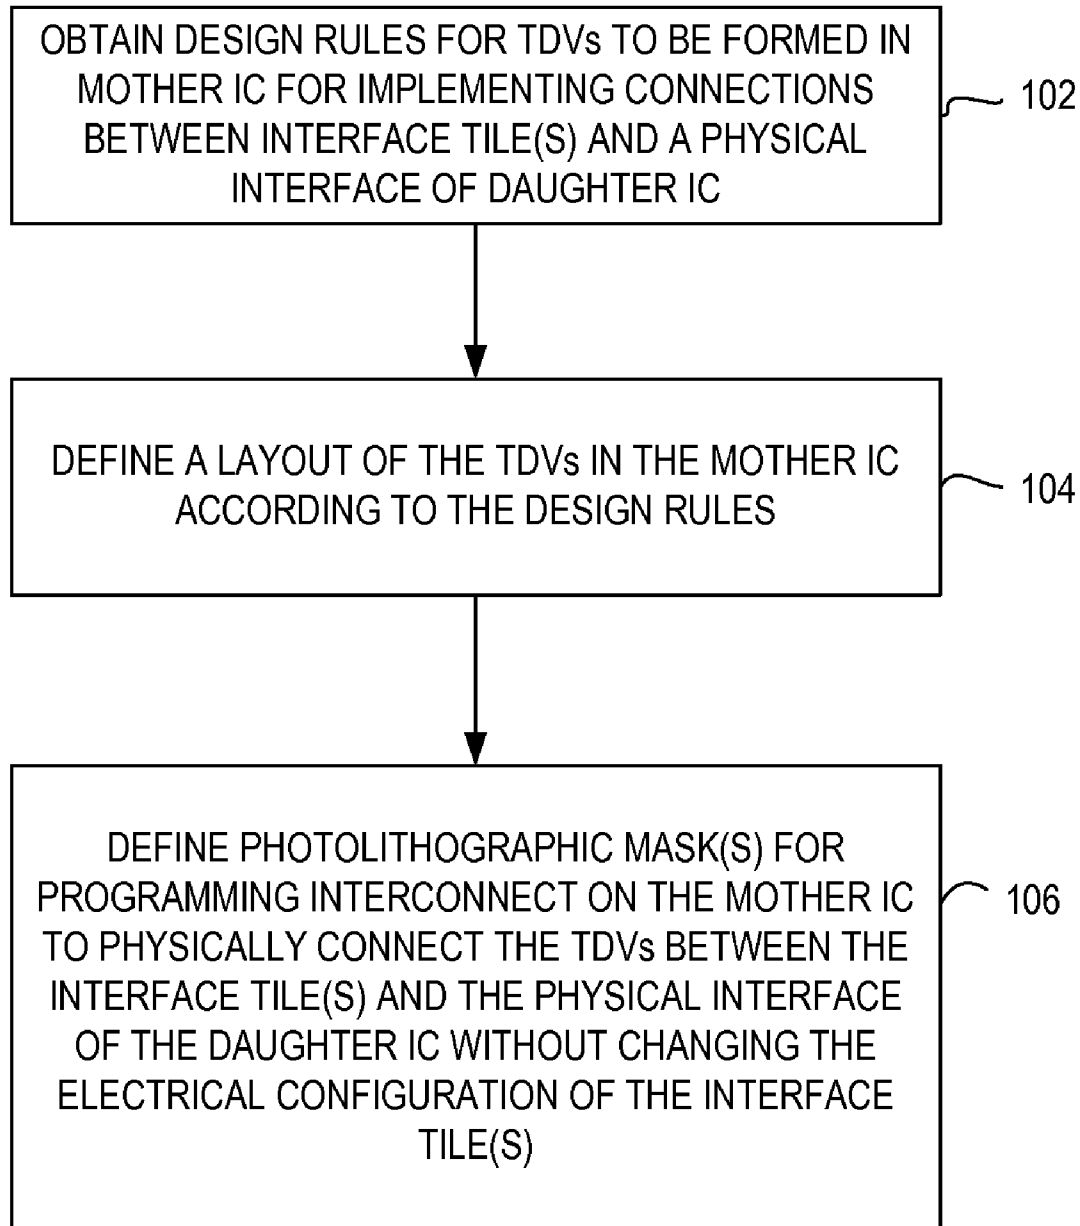 OBTAIN DESIGN RULES FOR TDVs TO BE FORMED IN
MOTHER IC FOR IMPLEMENTING CONNECTIONS
BETWEEN INTERFACE TILE(S) AND A PHYSICAL
INTERFACE OF DAUGHTER IC
102
DEFINE A LAYOUT OF THE TDVs IN THE MOTHER IC
ACCORDING TO THE DESIGN RULES
104
DEFINE PHOTOLITHOGRAPHIC MASK(S) FOR
PROGRAMMING INTERCONNECT ON THE MOTHER IC
TO PHYSICALLY CONNECT THE TDVs BETWEEN THE
INTERFACE TILE(S) AND THE PHYSICAL INTERFACE
OF THE DAUGHTER IC WITHOUT CHANGING THE
ELECTRICAL CONFIGURATION OF THE INTERFACE
TILE(S)
106